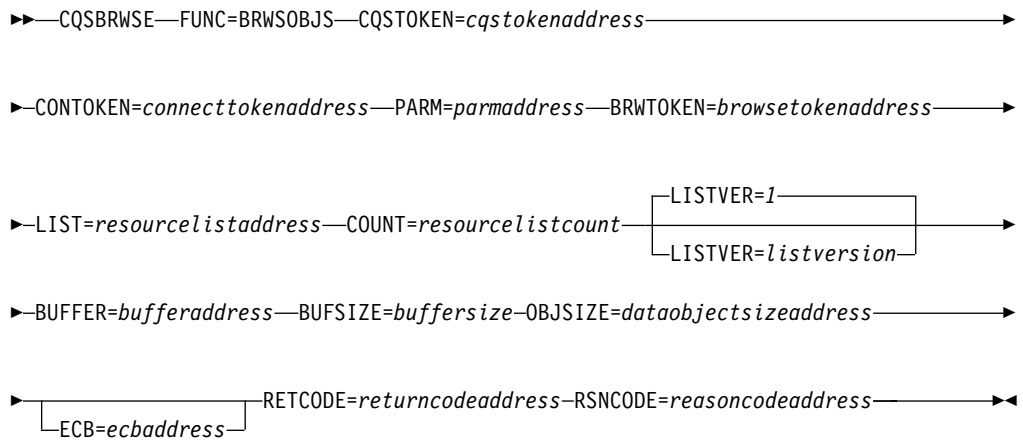 CQSBRWSE FUNC=BRWSOBJS CQSTOKEN=cqstokenaddress
CONTOKEN=connecttokenaddress PARM=parmaddress BRWTOKEN=browsetokenaddress
LISTVER=1
LIST=resourcelistaddress COUNT=resourcelistcount
LISTVER=listversion
BUFFER=bufferaddress BUFSIZE=buffersize OBJSIZE=dataobjectsizeaddress
RETCODE=returncodeaddress RSNCODE=reasoncodeaddress
ECB=ecbaddress